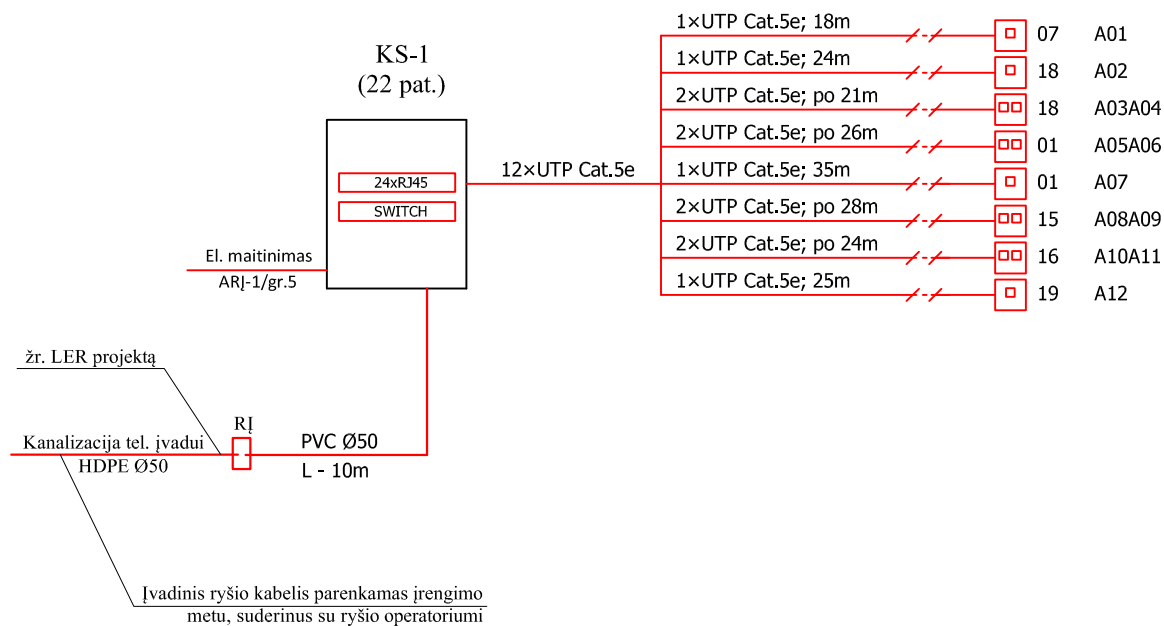 KS-1
(22 pat.)
24xRJ45
SWITCH
El. maitinimas
ARĮ-1/gr.5
12×UTP Cat.5e
1×UTP Cat.5e; 18m 07 A01
1×UTP Cat.5e; 24m 18 A02
2×UTP Cat.5e; po 21m 18 A03A04
2×UTP Cat.5e; po 26m 01 A05A06
1×UTP Cat.5e; 35m 01 A07
2×UTP Cat.5e; po 28m 15 A08A09
2×UTP Cat.5e; po 24m 16 A10A11
1×UTP Cat.5e; 25m 19 A12
žr. LER projektą
RĮ
Kanalizacija tel. įvadui
HDPE Ø50
PVC Ø50
L - 10m
Įvadinis ryšio kabelis parenkamas įrengimo
metu, suderinus su ryšio operatoriumi